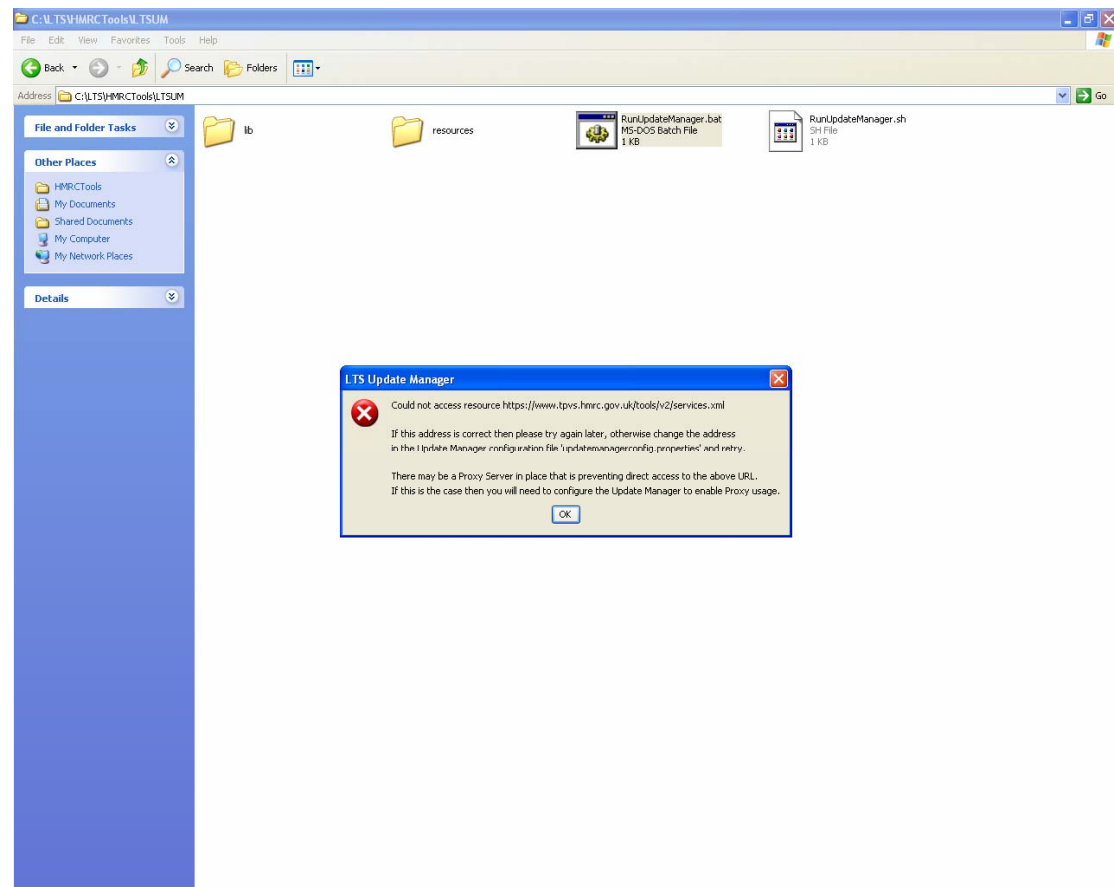 C:\LTS\HMRCTools\LTSUM
File Edit View Favorites Tools Help
Back Search Folders
Address C:\LTS\HMRCTools\LTSUM Go
File and Folder Tasks
Other Places
HMRCTools
My Documents
Shared Documents
My Computer
My Network Places
Details
lib
resources
RunUpdateManager.bat
MS-DOS Batch File
1 KB
RunUpdateManager.sh
SH File
1 KB
LTS Update Manager
Could not access resource https://www.tpvs.hmrc.gov.uk/tools/v2/services.xml
If this address is correct then please try again later, otherwise change the address
in the Update Manager configuration file 'updatemanagerconfig.properties' and retry.
There may be a Proxy Server in place that is preventing direct access to the above URL.
If this is the case then you will need to configure the Update Manager to enable Proxy usage.
OK